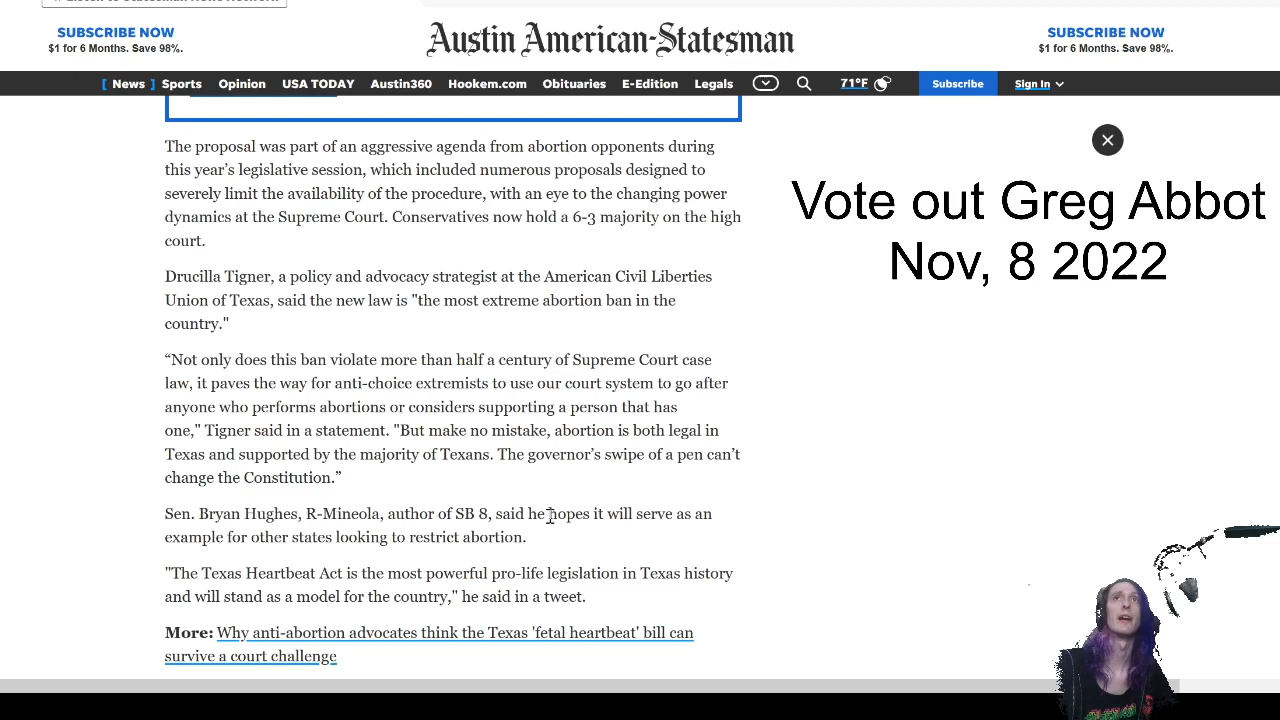 SUBSCRIBE NOW
$1 for 6 Months. Save 98%.
Austin American-Statesman
SUBSCRIBE NOW
$1 for 6 Months. Save 98%.
[ News ] Sports Opinion USA TODAY Austin360 Hookem.com Obituaries E-Edition Legals 71°F Subscribe Sign In
The proposal was part of an aggressive agenda from abortion opponents during
this year’s legislative session, which included numerous proposals designed to
severely limit the availability of the procedure, with an eye to the changing power
dynamics at the Supreme Court. Conservatives now hold a 6-3 majority on the high
court.
Drucilla Tigner, a policy and advocacy strategist at the American Civil Liberties
Union of Texas, said the new law is "the most extreme abortion ban in the
country."
“Not only does this ban violate more than half a century of Supreme Court case
law, it paves the way for anti-choice extremists to use our court system to go after
anyone who performs abortions or considers supporting a person that has
one," Tigner said in a statement. "But make no mistake, abortion is both legal in
Texas and supported by the majority of Texans. The governor’s swipe of a pen can’t
change the Constitution.”
Sen. Bryan Hughes, R-Mineola, author of SB 8, said he hopes it will serve as an
example for other states looking to restrict abortion.
"The Texas Heartbeat Act is the most powerful pro-life legislation in Texas history
and will stand as a model for the country," he said in a tweet.
More: Why anti-abortion advocates think the Texas 'fetal heartbeat' bill can
survive a court challenge
Vote out Greg Abbot
Nov, 8 2022